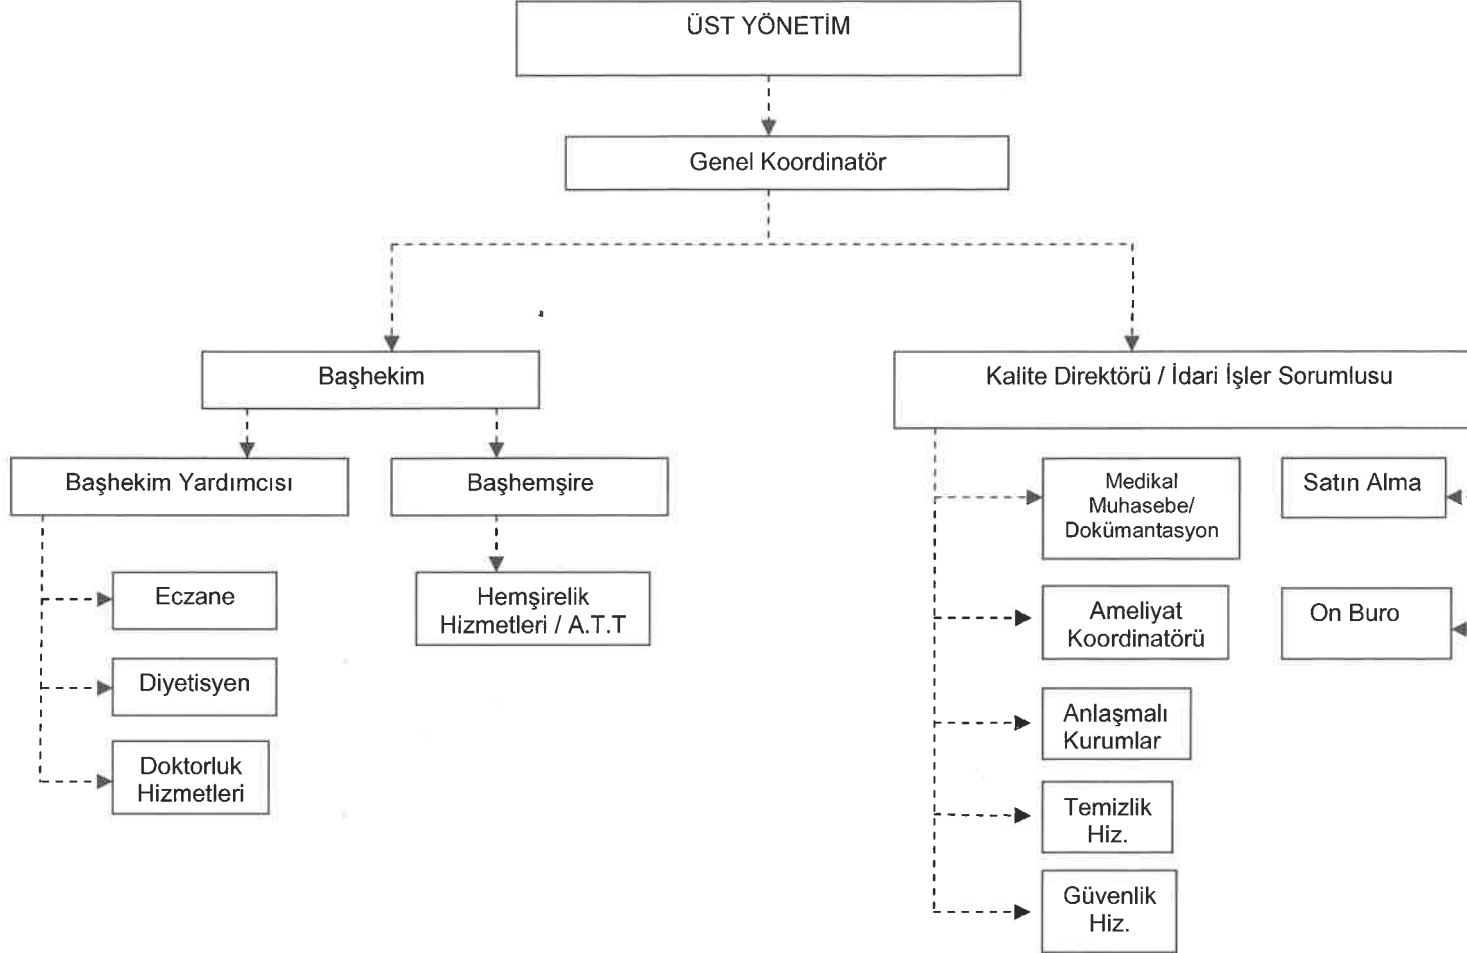 ÜST YÖNETİM
Genel Koordinatör
Başhekim
Kalite Direktörü / İdari İşler Sorumlusu
Başhekim Yardımcısı
Başhemşire
Medikal
Muhasebe/
Dokümantasyon
Satın Alma
Eczane
Hemşirelik
Hizmetleri / A.T.T
Ameliyat
Koordinatörü
On Buro
Diyetisyen
Anlaşmalı
Kurumlar
Doktorluk
Hizmetleri
Temizlik
Hiz.
Güvenlik
Hiz.